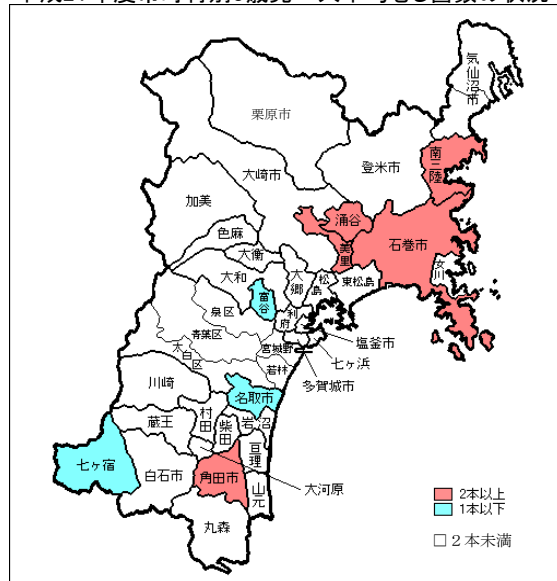 気仙沼市
栗原市
南三陸
登米市
大崎市
加美
涌谷
石巻市
色麻
美里
大衡
女川
大和
大郷
松島
東松島
富谷
利府
泉区
塩釜市
青葉区
宮城野
七ヶ浜
太白区
若林
多賀城市
川崎
名取市
村田
柴田
岩沼
蔵王
亘理
七ヶ宿
白石市
角田市
大河原
山元
丸森
2本以上
1本以下
２本未満